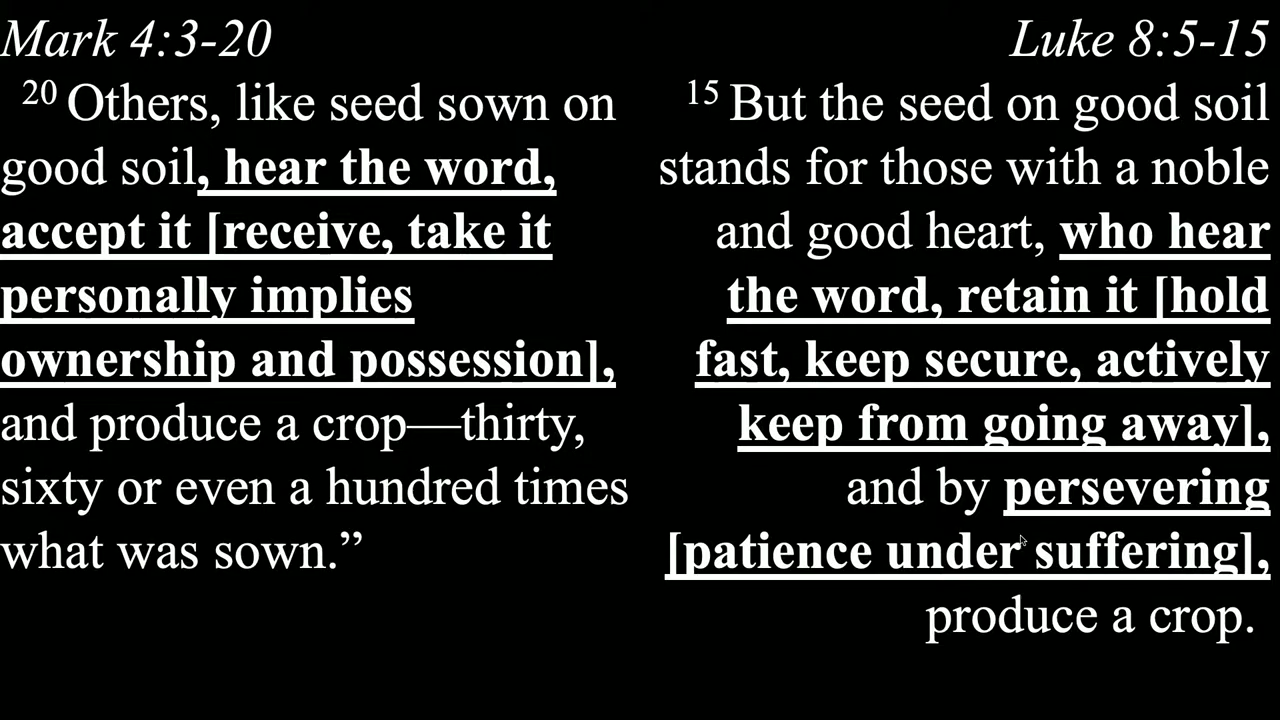 Mark 4:3-20
20 Others, like seed sown on
good soil, hear the word,
accept it [receive, take it
personally implies
ownership and possession],
and produce a crop—thirty,
sixty or even a hundred times
what was sown.”
Luke 8:5-15
15 But the seed on good soil
stands for those with a noble
and good heart, who hear
the word, retain it [hold
fast, keep secure, actively
keep from going away],
and by persevering
[patience under suffering],
produce a crop.